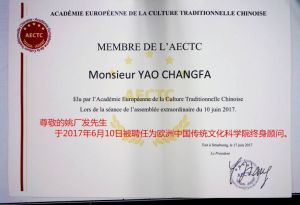 ACADÉMIE EUROPÉENNE DE LA CULTURE TRADITIONNELLE CHINOISE
MEMBRE DE L'AECTC
Monsieur YAO CHANGFA
AECTC
Elu par l'Académie Européenne de la Culture Traditionnelle Chinoise
Lors de la séance de l'assemblée extraordinaire du 10 juin 2017.
尊敬的姚厂发先生
于2017年6月10日被聘任为欧洲中国传统文化科学院终身顾问。
Fait à Strasbourg, le 17 juin 2017
Le Président